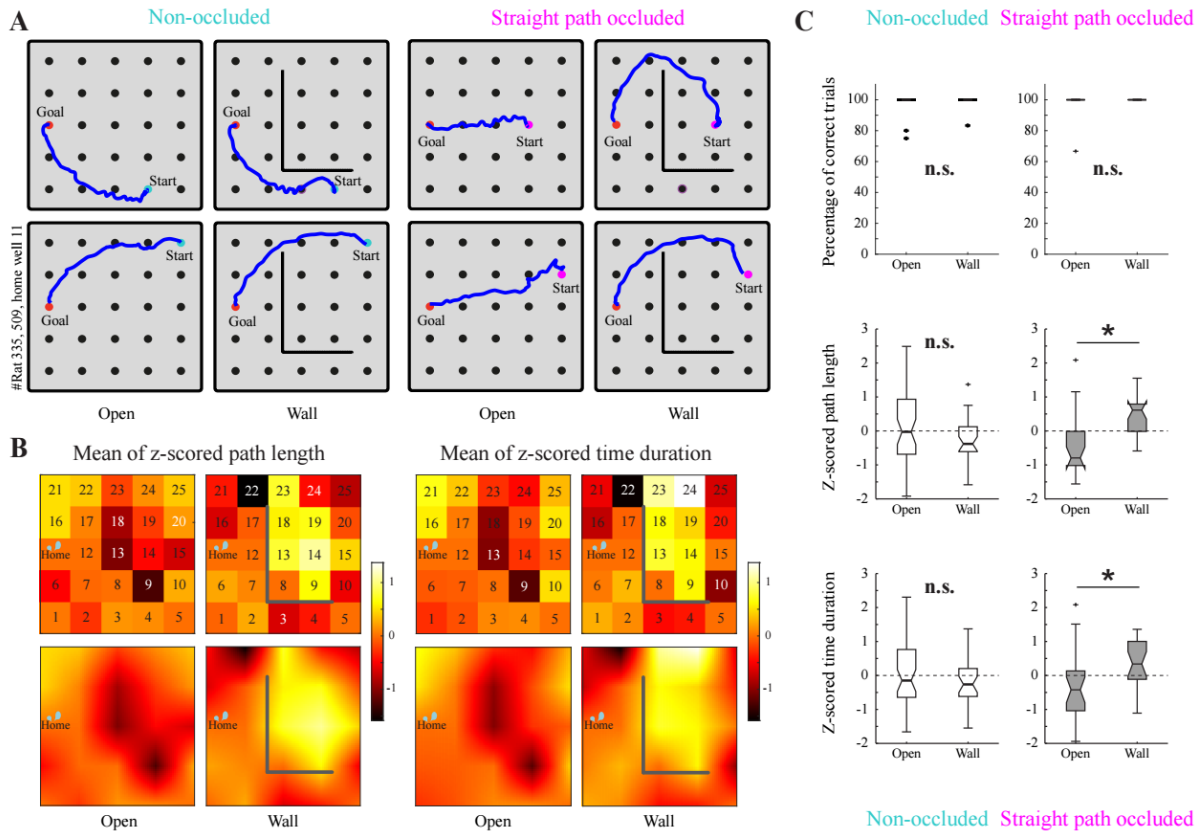 A
Non-occluded
Straight path occluded
Goal
Start
Goal
Start
Goal
Start
Goal
Start
Goal
Start
Goal
Start
Goal
Start
Goal
Start
#Rat 335, 509, home well 11
Open
Wall
Open
Wall
B
Mean of z-scored path length
Mean of z-scored time duration
21 22 23 24 25
16 17 18 19 20
Home 12 13 14 15
6 7 8 9 10
1 2 3 4 5
21 22 23 24 25
16 17 18 19 20
Home 12 13 14 15
6 7 8 9 10
1 2 3 4 5
1
0
-1
21 22 23 24 25
16 17 18 19 20
Home 12 13 14 15
6 7 8 9 10
1 2 3 4 5
21 22 23 24 25
16 17 18 19 20
Home 12 13 14 15
6 7 8 9 10
1 2 3 4 5
1
0
-1
Home
Home
Home
Home
Open
Wall
Open
Wall
C
Non-occluded
Straight path occluded
Percentage of correct trials
100
80
60
40
20
0
n.s.
Open
Wall
100
80
60
40
20
0
n.s.
Open
Wall
Z-scored path length
3
2
1
0
-1
-2
n.s.
Open
Wall
3
2
1
0
-1
-2
*
Open
Wall
Z-scored time duration
3
2
1
0
-1
-2
n.s.
Open
Wall
3
2
1
0
-1
-2
*
Open
Wall
Non-occluded
Straight path occluded